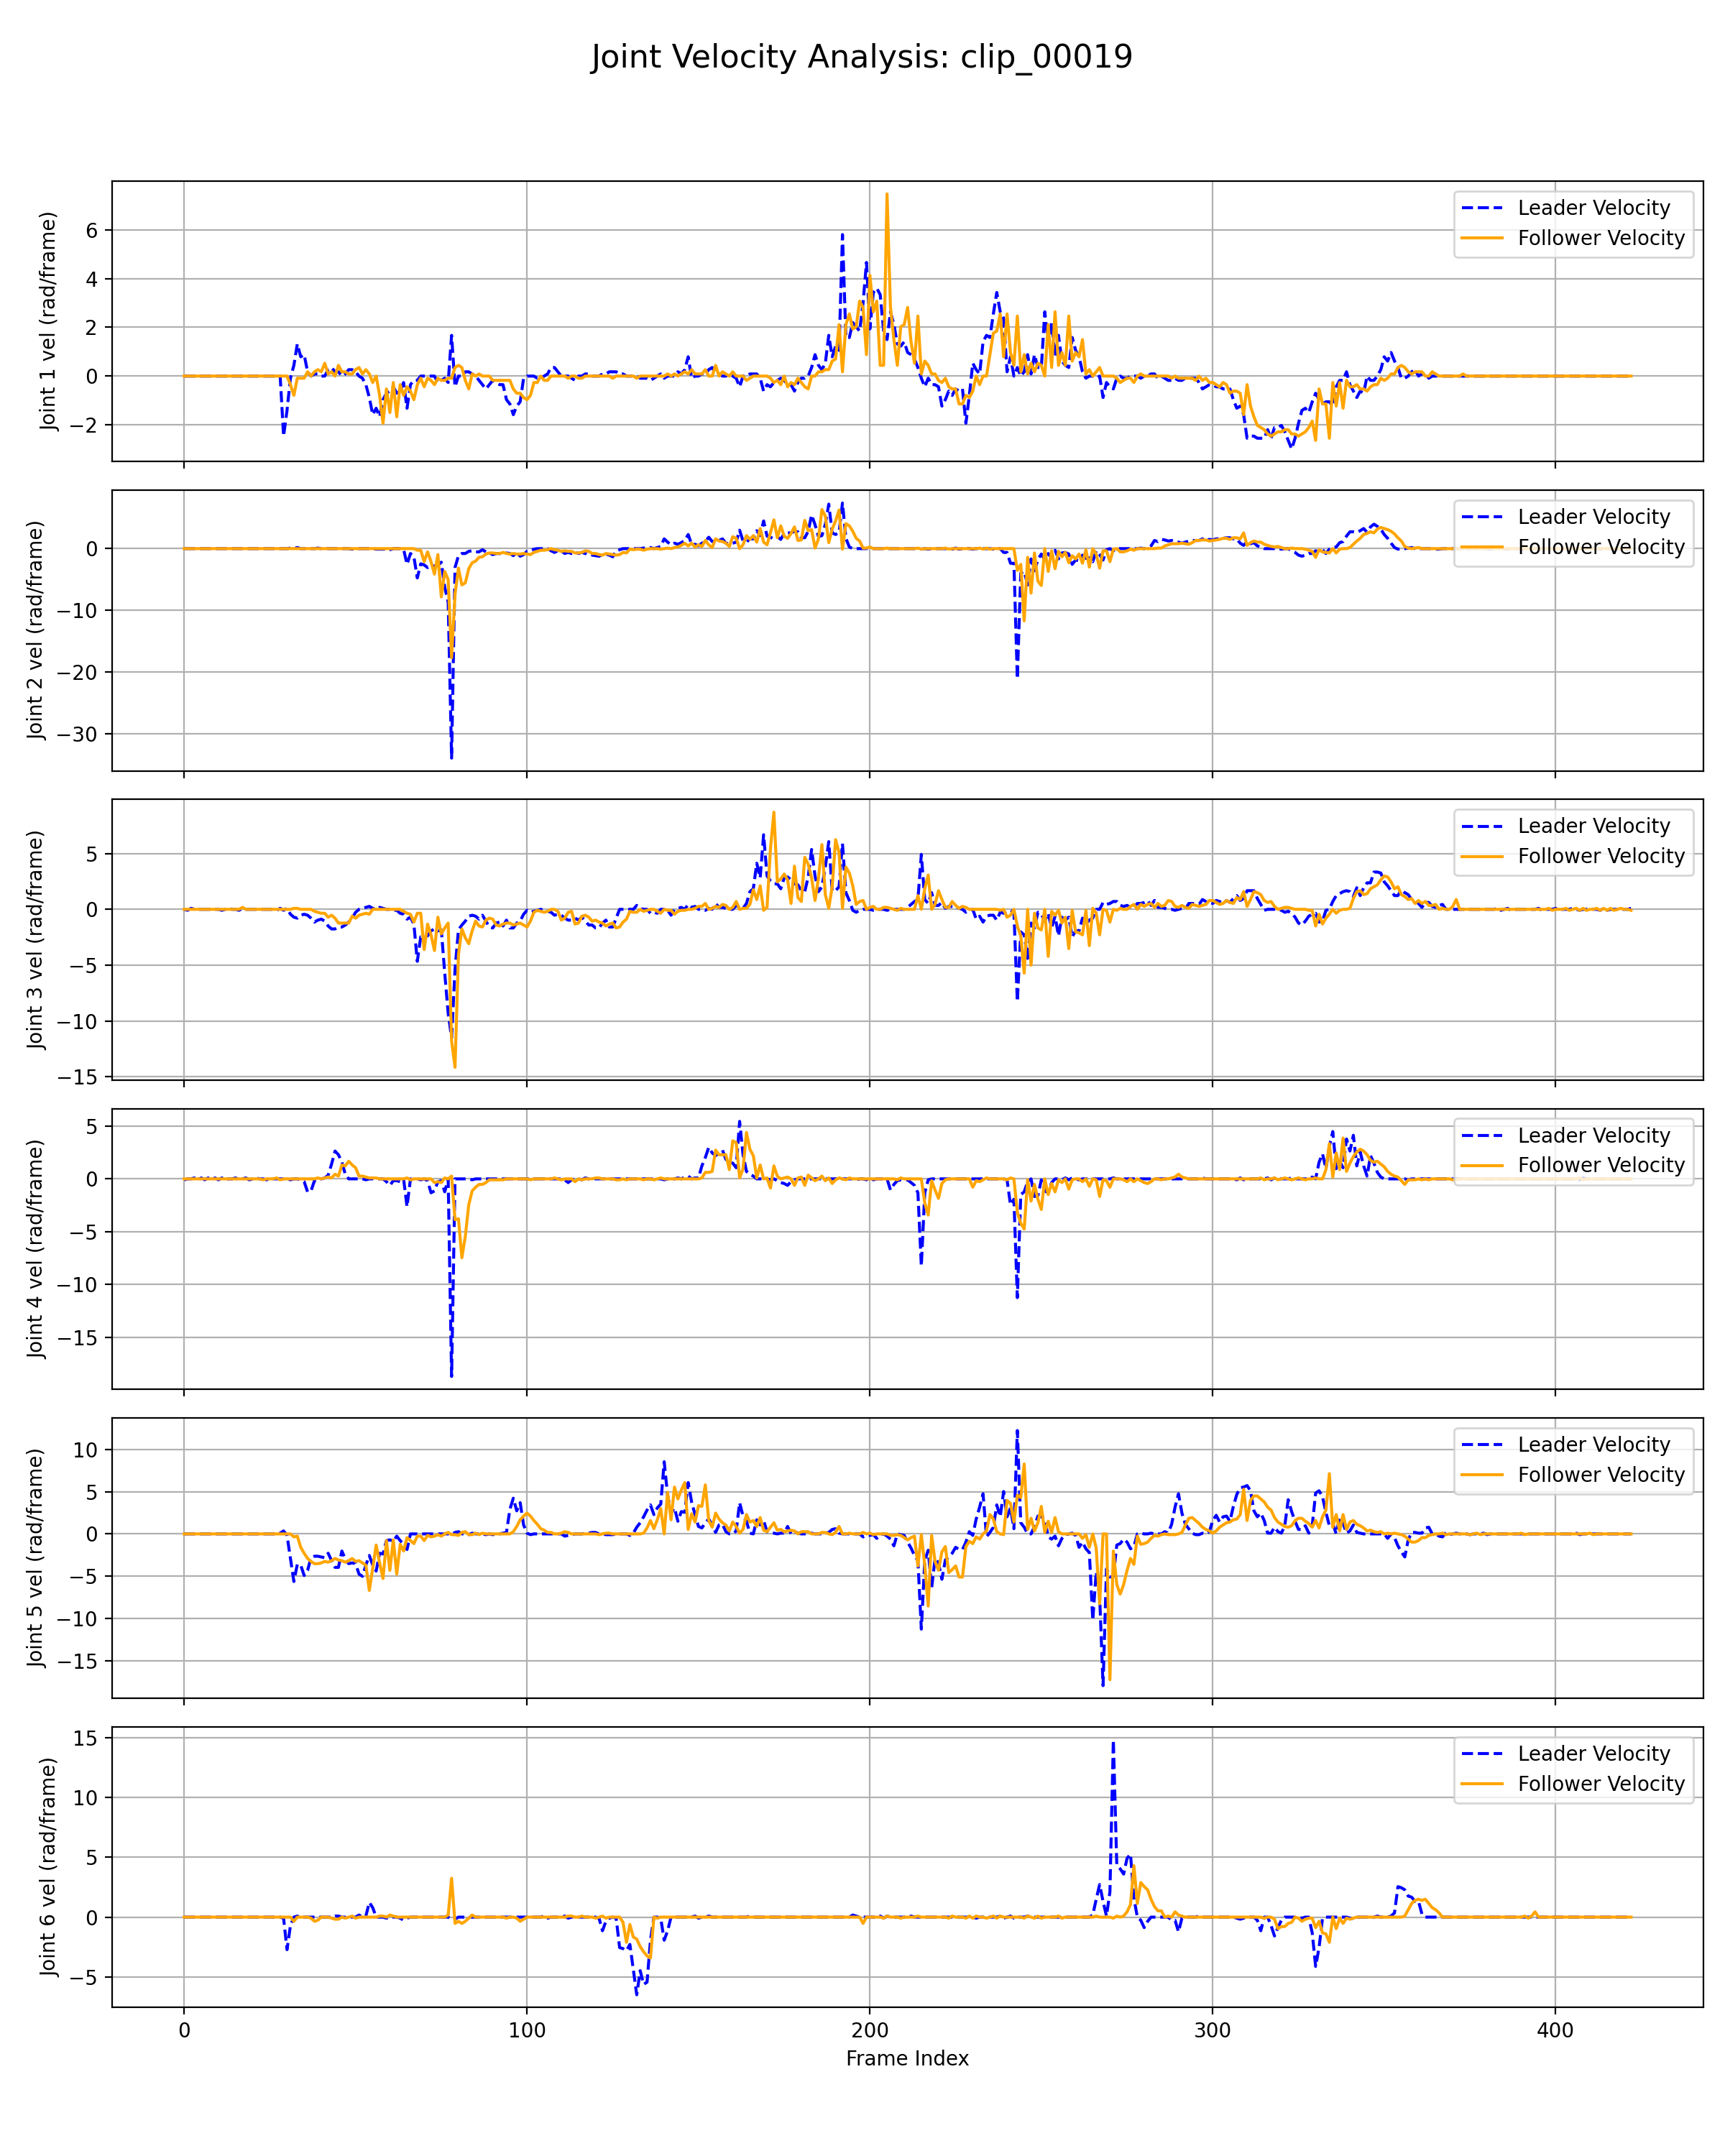 Joint Velocity Analysis: clip_00019
Joint 1 vel (rad/frame)
6
4
2
0
−2
Leader Velocity
Follower Velocity
Joint 2 vel (rad/frame)
0
−10
−20
−30
Leader Velocity
Follower Velocity
Joint 3 vel (rad/frame)
5
0
−5
−10
−15
Leader Velocity
Follower Velocity
Joint 4 vel (rad/frame)
5
0
−5
−10
−15
Leader Velocity
Follower Velocity
Joint 5 vel (rad/frame)
10
5
0
−5
−10
−15
Leader Velocity
Follower Velocity
Joint 6 vel (rad/frame)
15
10
5
0
−5
Leader Velocity
Follower Velocity
0 100 200 300 400
Frame Index